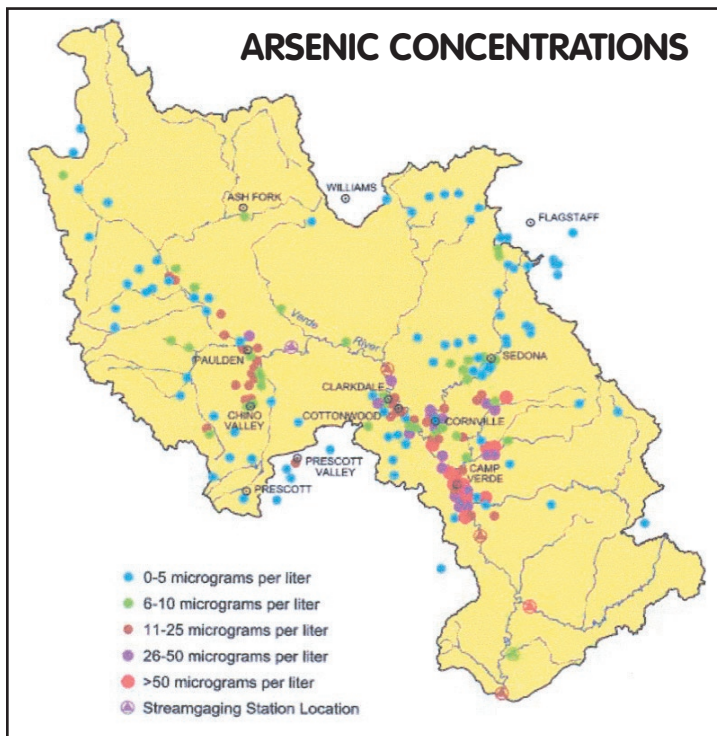 ARSENIC CONCENTRATIONS
WILLIAMS
ASH FORK
FLAGSTAFF
Verde
River
PAULDEN
SEDONA
CLARKDALE
CHINO
VALLEY
COTTONWOOD
CORNVILLE
PRESCOTT
VALLEY
CAMP
VERDE
PRESCOTT
0-5 micrograms per liter
6-10 micrograms per liter
11-25 micrograms per liter
26-50 micrograms per liter
>50 micrograms per liter
Streamgaging Station Location